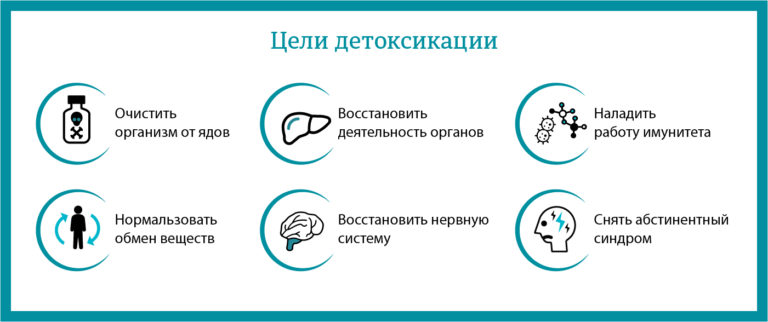 Цели детоксикации
Очистить
организм от ядов
Восстановить
деятельность органов
Наладить
работу имунитета
Нормальзовать
обмен веществ
Восстановить нервную
систему
Снять абстинентный
синдром